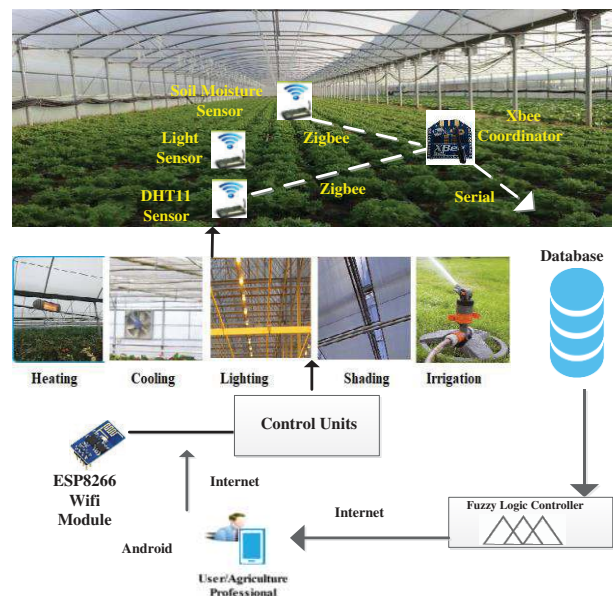 Soil Moisture
Sensor
Xbee
Coordinator
Light
Sensor
Zigbee
XBee
DHT11
Sensor
Zigbee
Serial
Database
Heating
Cooling
Lighting
Shading
Irrigation
Control Units
ESP8266
Wifi
Module
Internet
Android
Internet
Fuzzy Logic Controller
User/Agriculture
Professional